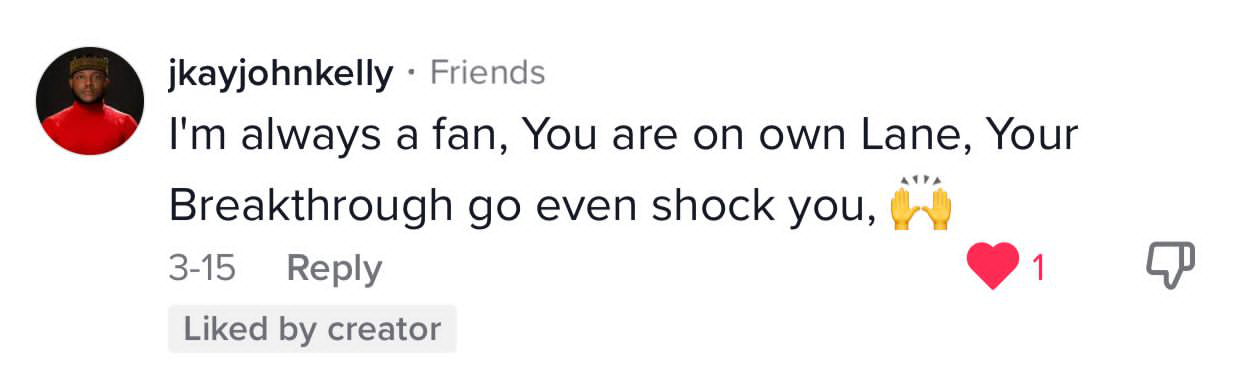 jkayjohnkelly · Friends
I'm always a fan, You are on own Lane, Your
Breakthrough go even shock you, 🙌
3-15 Reply 1
Liked by creator